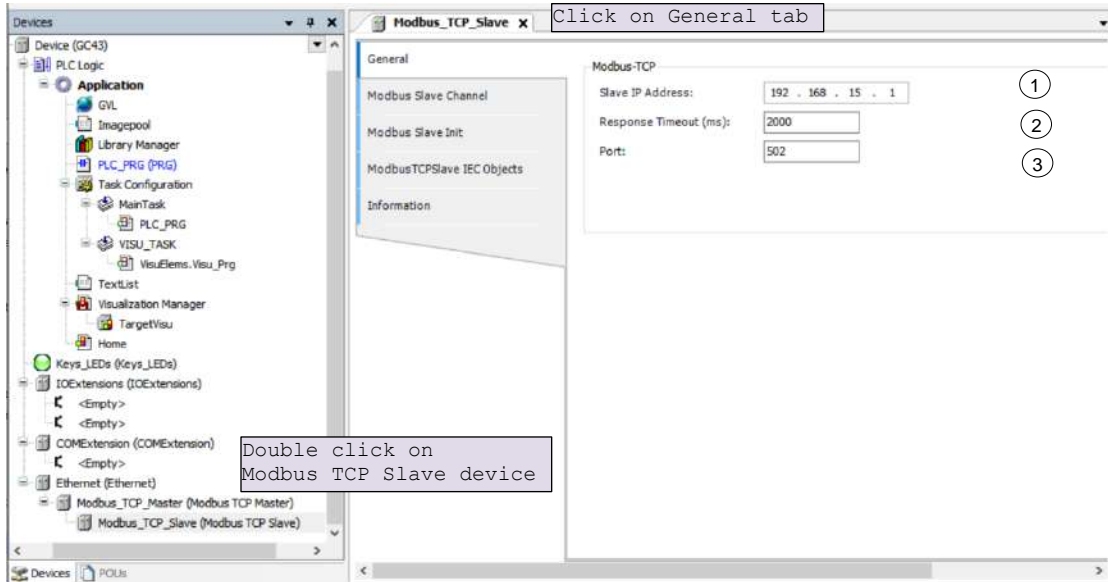 Devices
Device (GC43)
PLC Logic
Application
GVL
Imagepool
Library Manager
PLC_PRG (PRG)
Task Configuration
MainTask
PLC_PRG
VISU_TASK
VisuElems.Visu_Prg
TextList
Visualization Manager
TargetVisu
Home
Keys_LEDs (Keys_LEDs)
IOExtensions (IOExtensions)
<Empty>
<Empty>
COMExtension (COMExtension)
<Empty>
Ethernet (Ethernet)
Modbus_TCP_Master (Modbus TCP Master)
Modbus_TCP_Slave (Modbus TCP Slave)
Devices
POUs
Double click on
Modbus TCP Slave device
Modbus_TCP_Slave
Click on General tab
General
Modbus Slave Channel
Modbus Slave Init
ModbusTCPSlave IEC Objects
Information
Modbus-TCP
Slave IP Address: 192 . 168 . 15 . 1 1
Response Timeout (ms): 2000 2
Port: 502 3